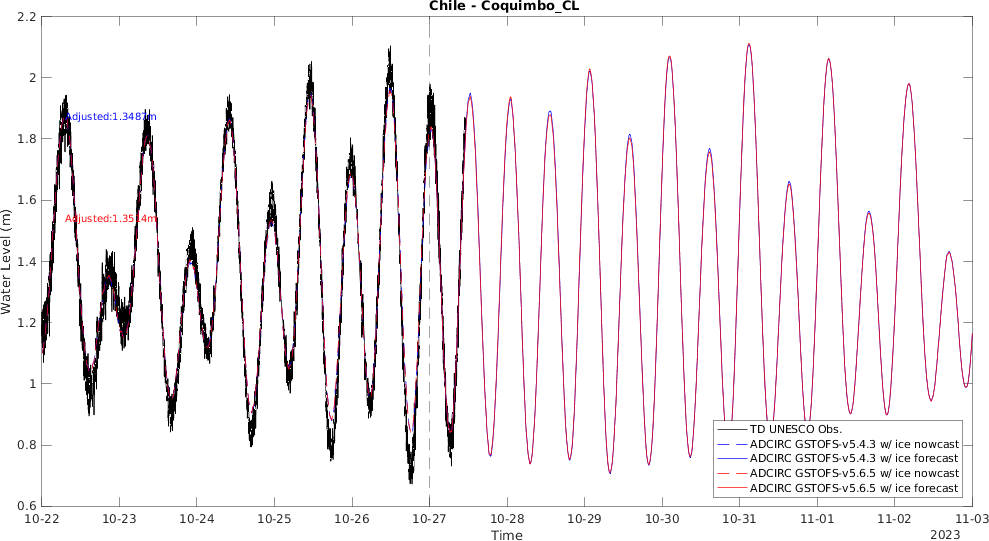 Chile - Coquimbo_CL
2.2
2
1.8
1.6
1.4
1.2
1
0.8
0.6
Water Level (m)
Adjusted:1.3487m
Adjusted:1.3514m
TD UNESCO Obs.
ADCIRC GSTOFS-v5.4.3 w/ ice nowcast
ADCIRC GSTOFS-v5.4.3 w/ ice forecast
ADCIRC GSTOFS-v5.6.5 w/ ice nowcast
ADCIRC GSTOFS-v5.6.5 w/ ice forecast
10-22 10-23 10-24 10-25 10-26 10-27 10-28 10-29 10-30 10-31 11-01 11-02 11-03
Time
2023